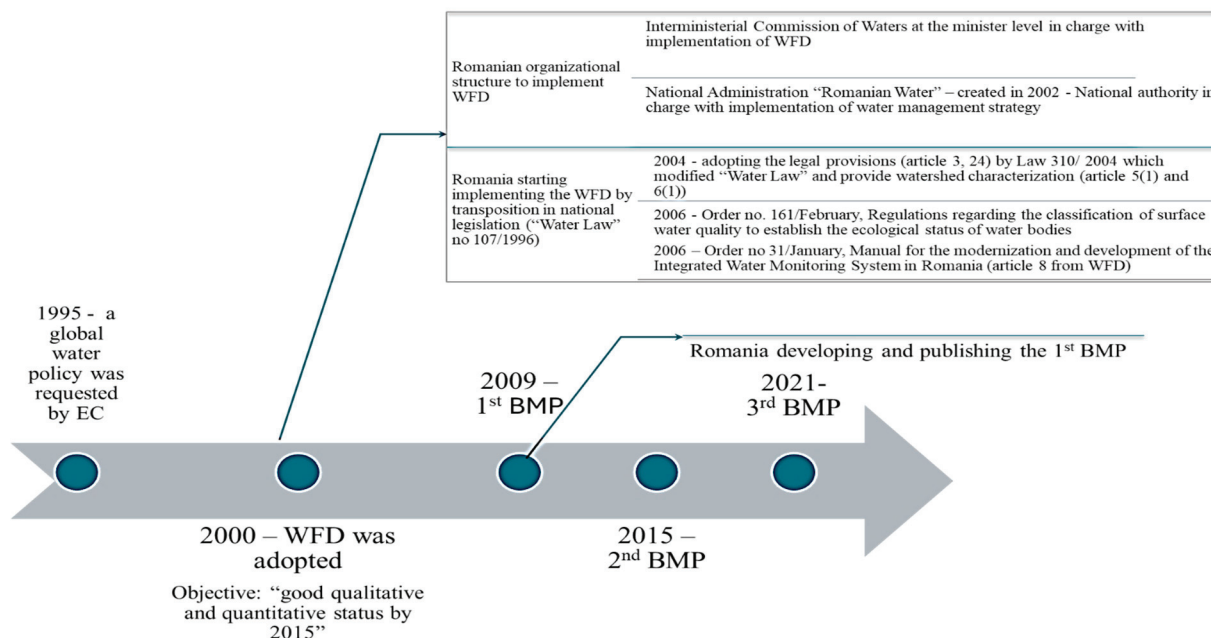 Romanian organizational
structure to implement
WFD
Interministerial Commission of Waters at the minister level in charge with
implementation of WFD
National Administration “Romanian Water” – created in 2002 - National authority in
charge with implementation of water management strategy
Romania starting
implementing the WFD by
transposition in national
legislation (“Water Law”
no 107/1996)
2004 - adopting the legal provisions (article 3, 24) by Law 310/ 2004 which
modified “Water Law” and provide watershed characterization (article 5(1) and
6(1))
2006 - Order no. 161/February, Regulations regarding the classification of surface
water quality to establish the ecological status of water bodies
2006 – Order no 31/January, Manual for the modernization and development of the
Integrated Water Monitoring System in Romania (article 8 from WFD)
1995 - a
global
water
policy was
requested
by EC
Romania developing and publishing the 1st BMP
2009 –
1st BMP
2021-
3rd BMP
2000 – WFD was
adopted
Objective: “good qualitative
and quantitative status by
2015”
2015 –
2nd BMP